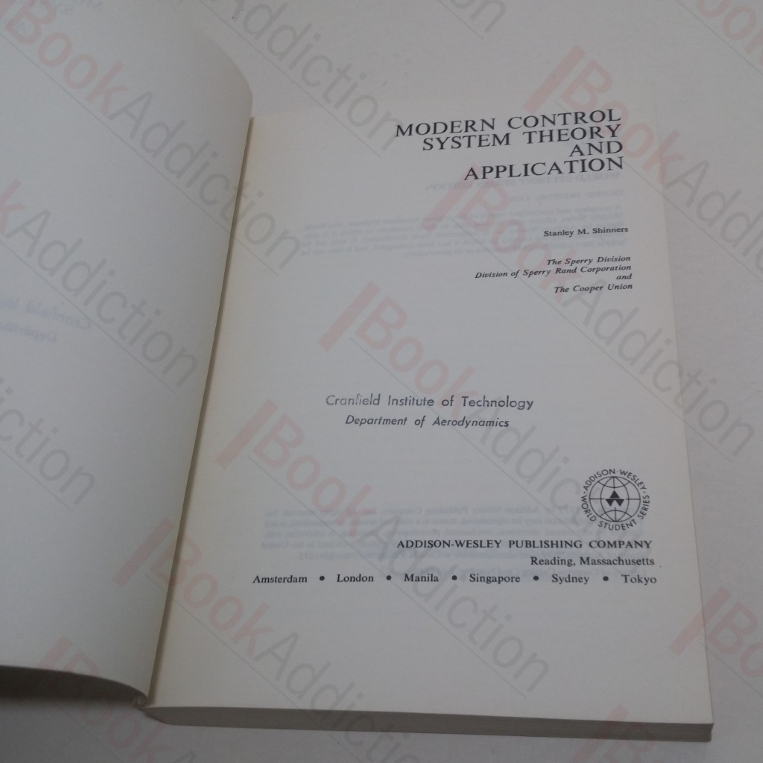 MODERN CONTROL
SYSTEM THEORY
AND
APPLICATION
Stanley M. Shinners
The Sperry Division
Division of Sperry Rand Corporation
and
The Cooper Union
Cranfield Institute of Technology
Department of Aerodynamics
ADDISON-WESLEY
WORLD STUDENT SERIES
ADDISON-WESLEY PUBLISHING COMPANY
Reading, Massachusetts
Amsterdam • London • Manila • Singapore • Sydney • Tokyo
BookAddiction